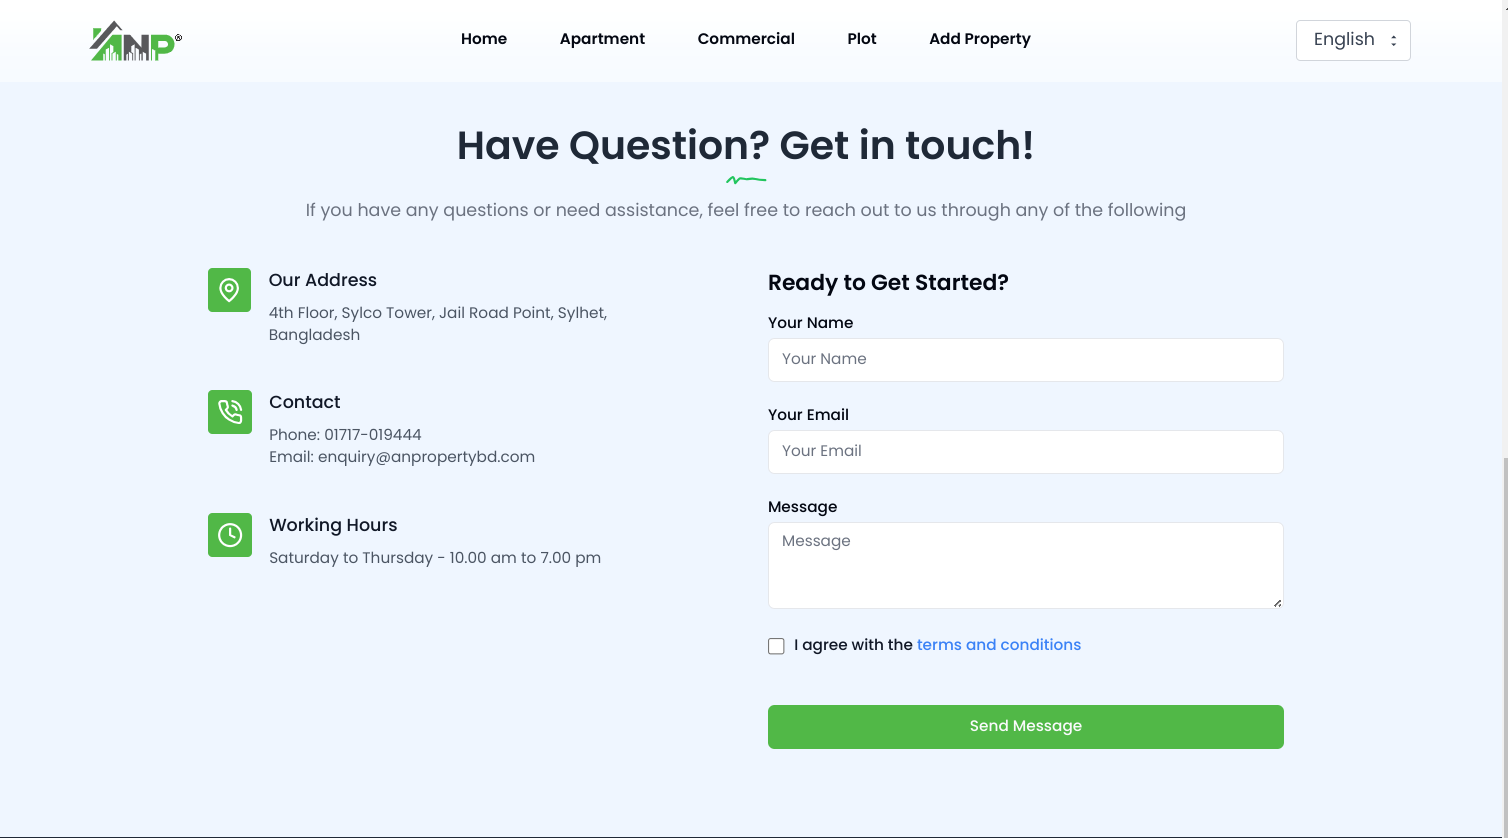 ANP®
Home
Apartment
Commercial
Plot
Add Property
English
Have Question? Get in touch!
If you have any questions or need assistance, feel free to reach out to us through any of the following
Our Address
4th Floor, Sylco Tower, Jail Road Point, Sylhet,
Bangladesh
Contact
Phone: 01717-019444
Email: enquiry@anpropertybd.com
Working Hours
Saturday to Thursday - 10.00 am to 7.00 pm
Ready to Get Started?
Your Name
Your Name
Your Email
Your Email
Message
Message
I agree with the terms and conditions
Send Message